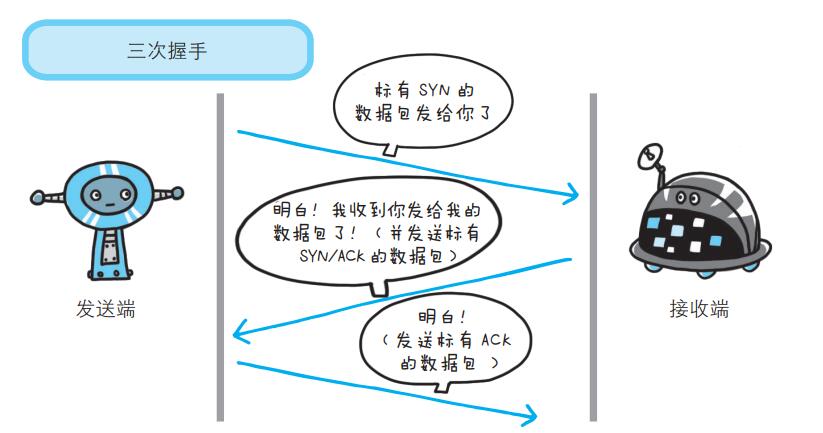 三次握手
标有 SYN 的
数据包发给你了
明白！我收到你发给我的
数据包了！（并发送标有
SYN/ACK 的数据包）
发送端
接收端
明白！
（发送标有 ACK
的数据包 ）